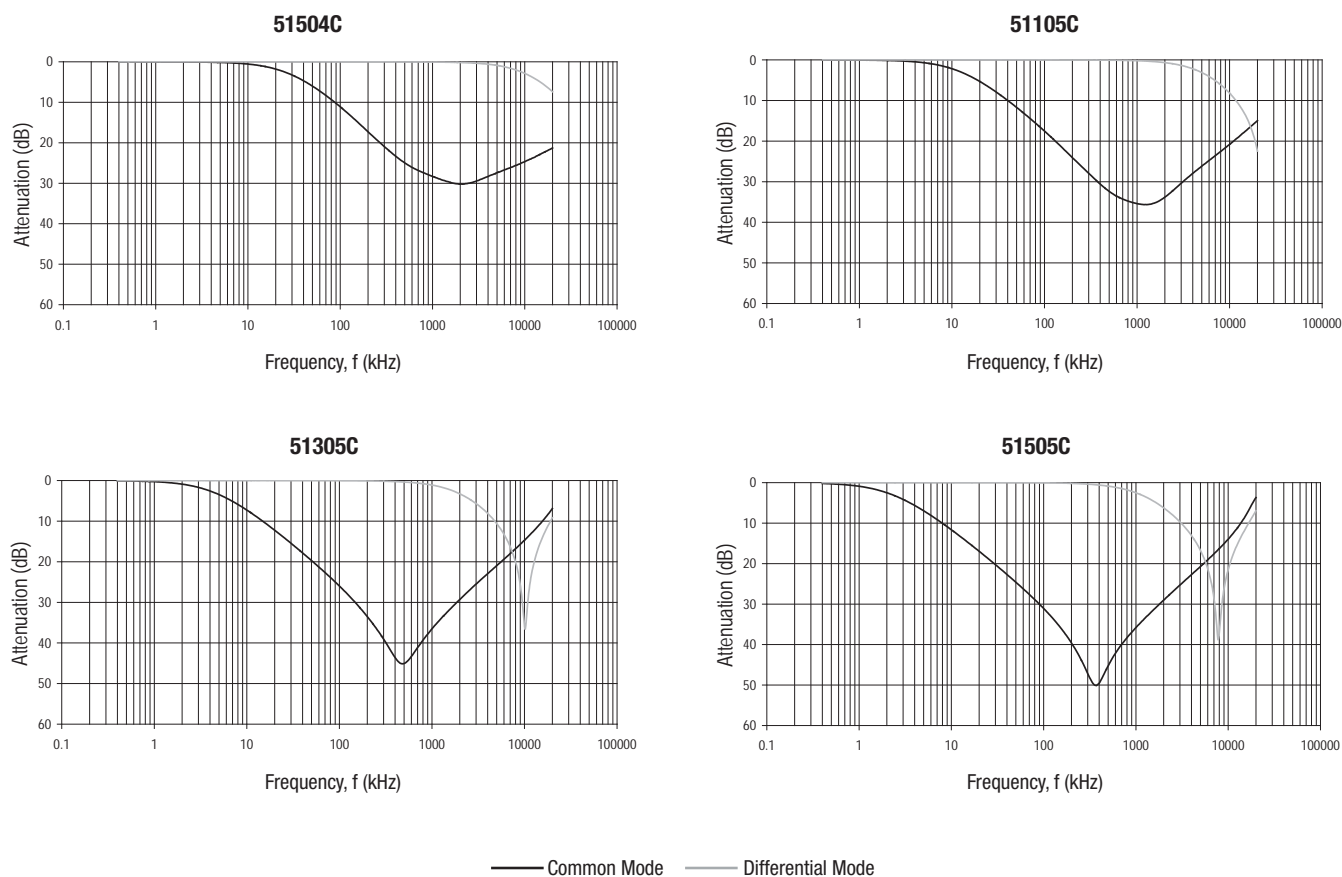 51504C
Attenuation (dB)
0
10
20
30
40
50
60
0.1 1 10 100 1000 10000 100000
Frequency, f (kHz)
51105C
Attenuation (dB)
0
10
20
30
40
50
60
0.1 1 10 100 1000 10000 100000
Frequency, f (kHz)
51305C
Attenuation (dB)
0
10
20
30
40
50
60
0.1 1 10 100 1000 10000 100000
Frequency, f (kHz)
51505C
Attenuation (dB)
0
10
20
30
40
50
60
0.1 1 10 100 1000 10000 100000
Frequency, f (kHz)
Common Mode Differential Mode